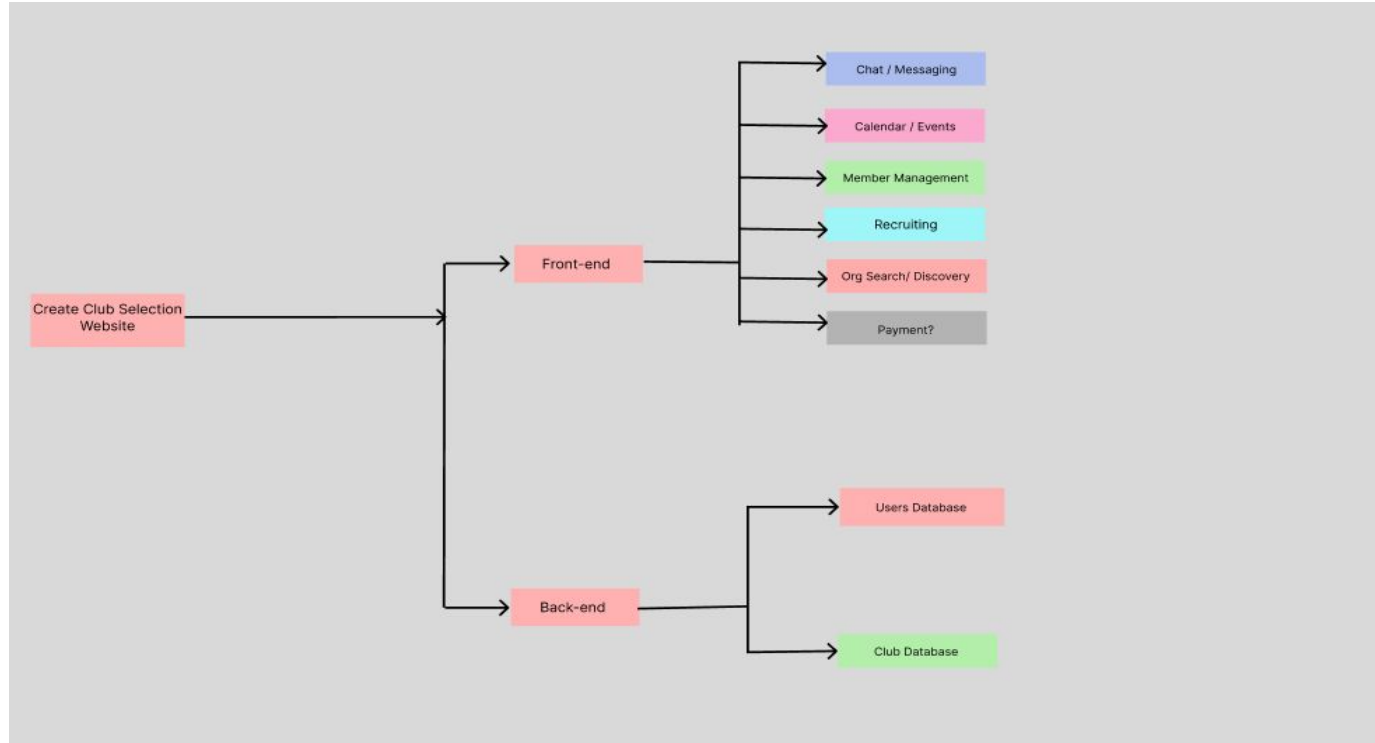 Chat / Messaging
Calendar / Events
Member Management
Recruiting
Front-end
Org Search/ Discovery
Create Club Selection
Website
Payment?
Users Database
Back-end
Club Database